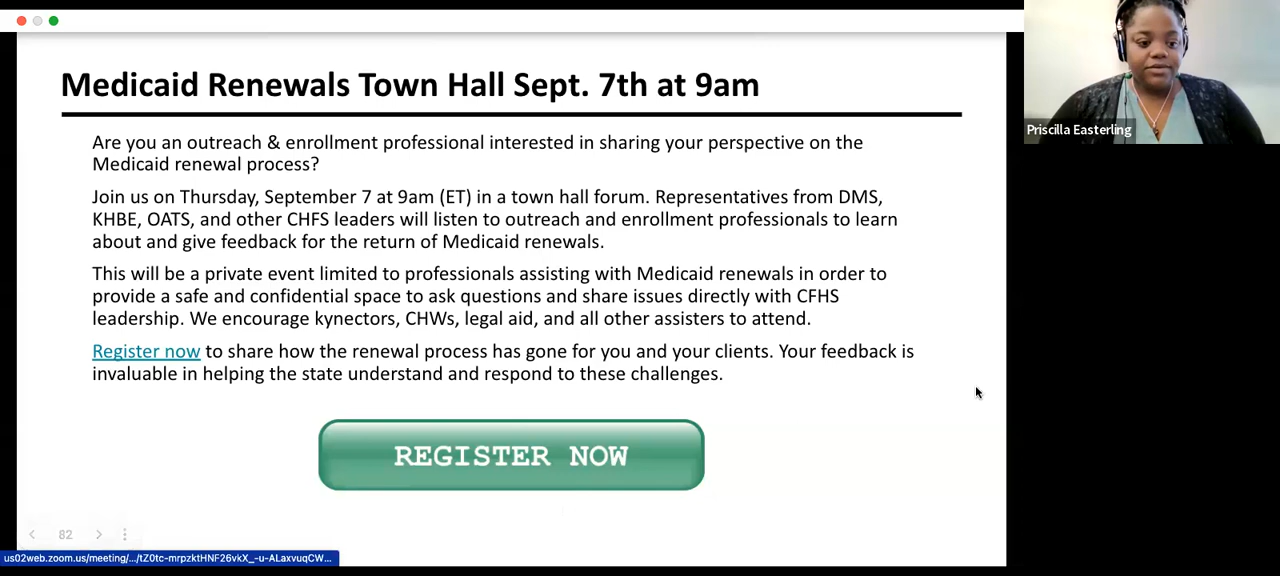 Medicaid Renewals Town Hall Sept. 7th at 9am
Are you an outreach & enrollment professional interested in sharing your perspective on the
Medicaid renewal process?
Join us on Thursday, September 7 at 9am (ET) in a town hall forum. Representatives from DMS,
KHBE, OATS, and other CHFS leaders will listen to outreach and enrollment professionals to learn
about and give feedback for the return of Medicaid renewals.
This will be a private event limited to professionals assisting with Medicaid renewals in order to
provide a safe and confidential space to ask questions and share issues directly with CFHS
leadership. We encourage kynectors, CHWs, legal aid, and all other assisters to attend.
Register now to share how the renewal process has gone for you and your clients. Your feedback is
invaluable in helping the state understand and respond to these challenges.
REGISTER NOW
82
us02web.zoom.us/meeting/.../tZ0tc-mrpzktHNF26vkX_-u-ALaxvuqCW...
Priscilla Easterling